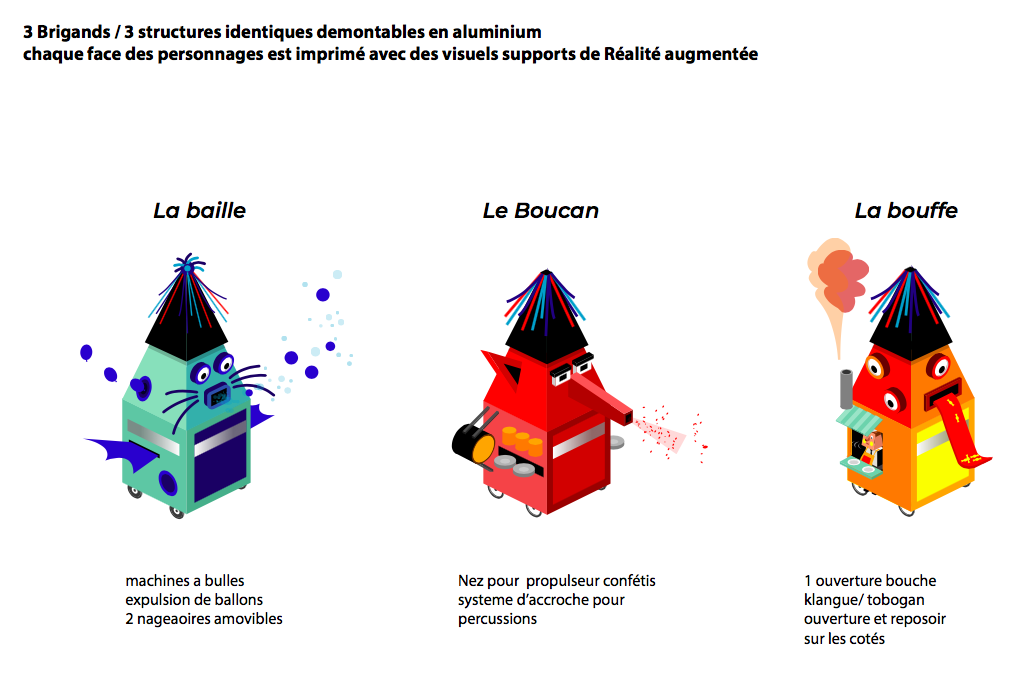 3 Brigands / 3 structures identiques demontables en aluminium
chaque face des personnages est imprimé avec des visuels supports de Réalité augmentée
La baille
Le Boucan
La bouffe
machines a bulles
expulsion de ballons
2 nageaoires amovibles
Nez pour propulseur confétis
systeme d'accroche pour
percussions
1 ouverture bouche
klangue/ tobogan
ouverture et reposoir
sur les cotés